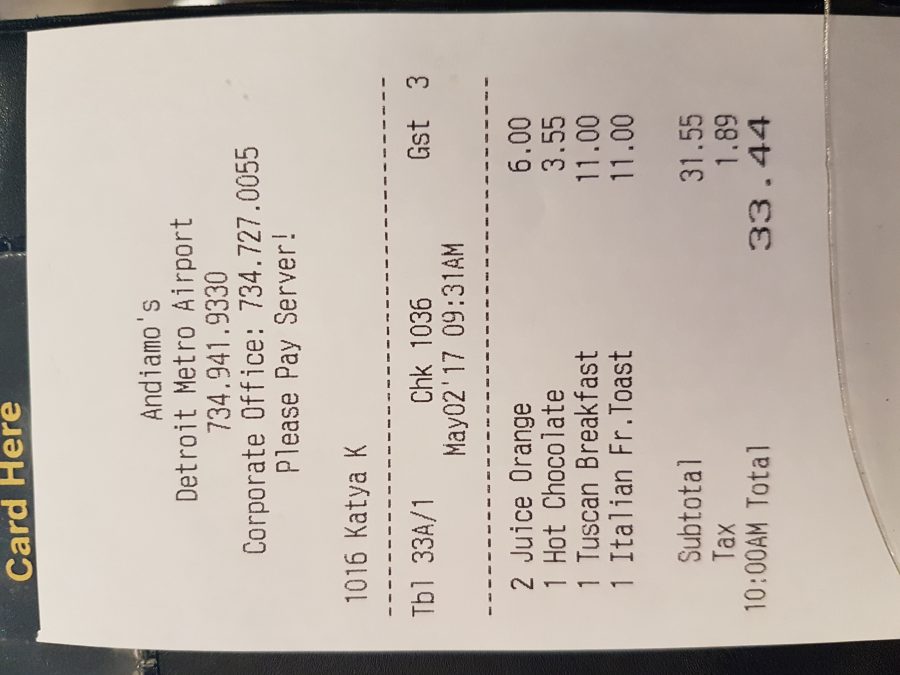 Card Here
Andiamo's
Detroit Metro Airport
734.941.9330
Corporate Office: 734.727.0055
Please Pay Server!
1016 Katya K
Tbl 33A/1 Chk 1036 Gst 3
May02'17 09:31AM
2 Juice Orange 6.00
1 Hot Chocolate 3.55
1 Tuscan Breakfast 11.00
1 Italian Fr.Toast 11.00
Subtotal 31.55
Tax 1.89
10:00AM Total 33.44